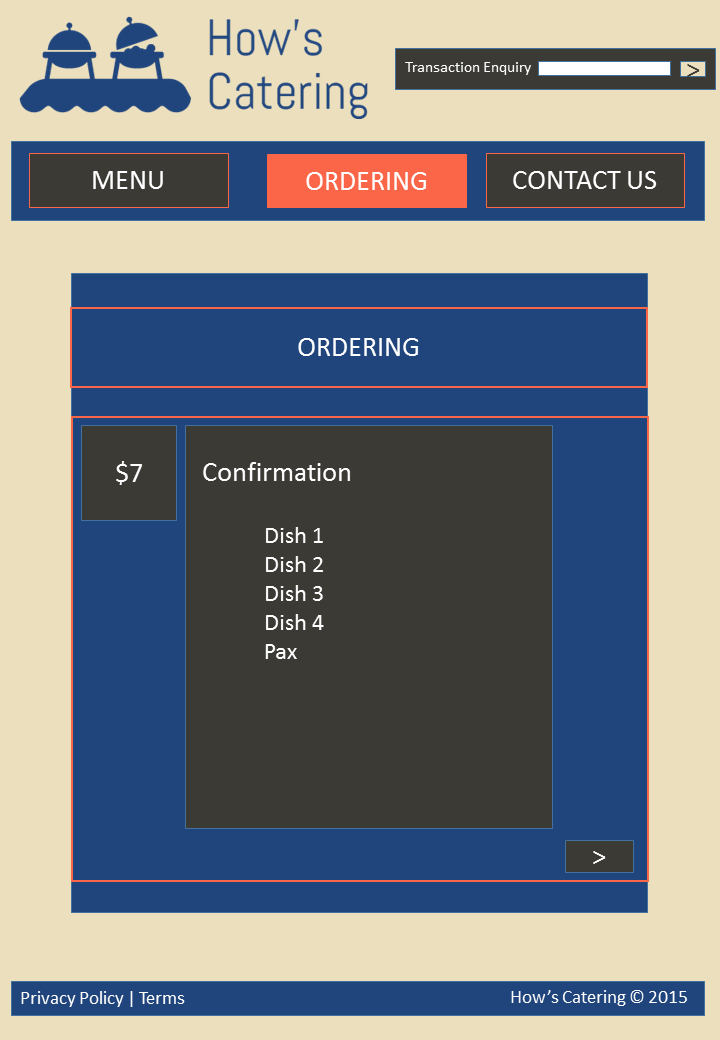 How's
Catering
Transaction Enquiry
>
MENU
ORDERING
CONTACT US
ORDERING
$7
Confirmation
Dish 1
Dish 2
Dish 3
Dish 4
Pax
>
Privacy Policy | Terms
How’s Catering © 2015